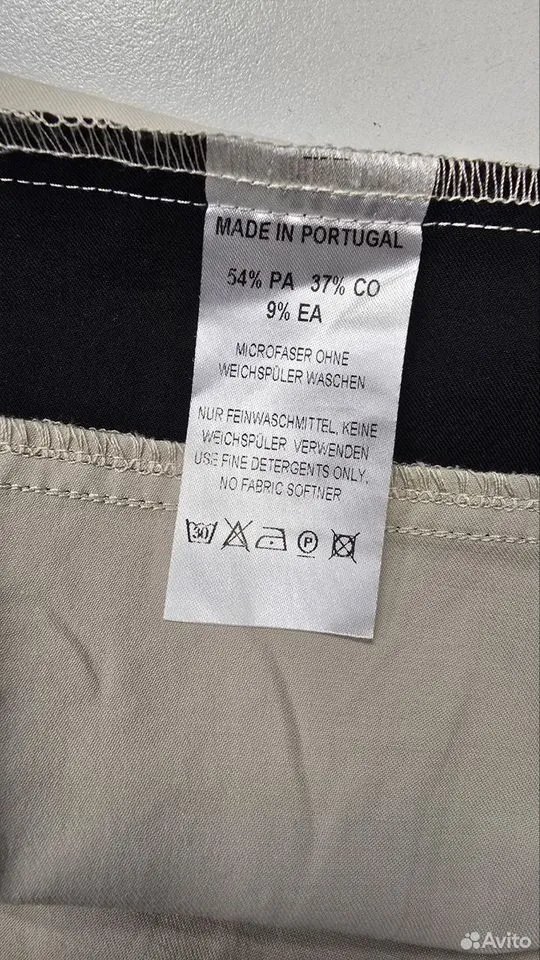 MADE IN PORTUGAL
54% PA 37% CO
9% EA
MICROFASER OHNE
WEICHSPÜLER WASCHEN
NUR FEINWASCHMITTEL, KEINE
WEICHSPÜLER VERWENDEN
USE FINE DETERGENTS ONLY,
NO FABRIC SOFTNER
30 P
Avito